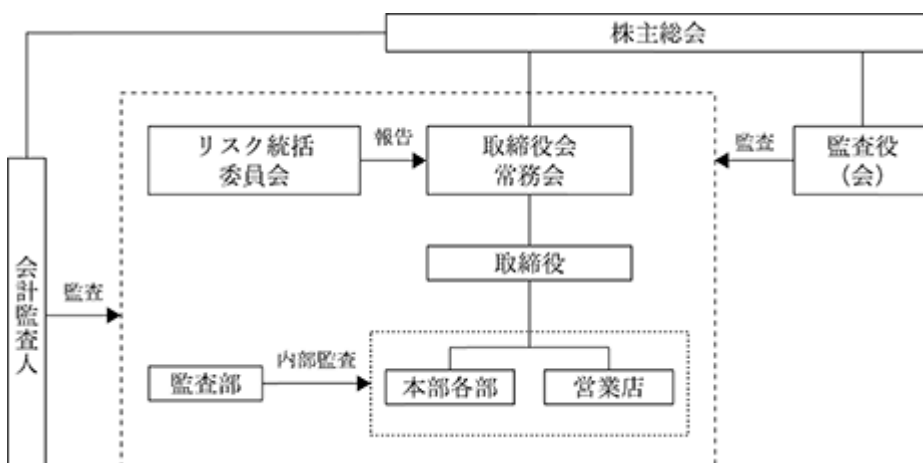 株主総会
リスク統括
委員会
報告
取締役会
常務会
監査
監査役
（会）
会計監査人
監査
取締役
監査部
内部監査
本部各部
営業店